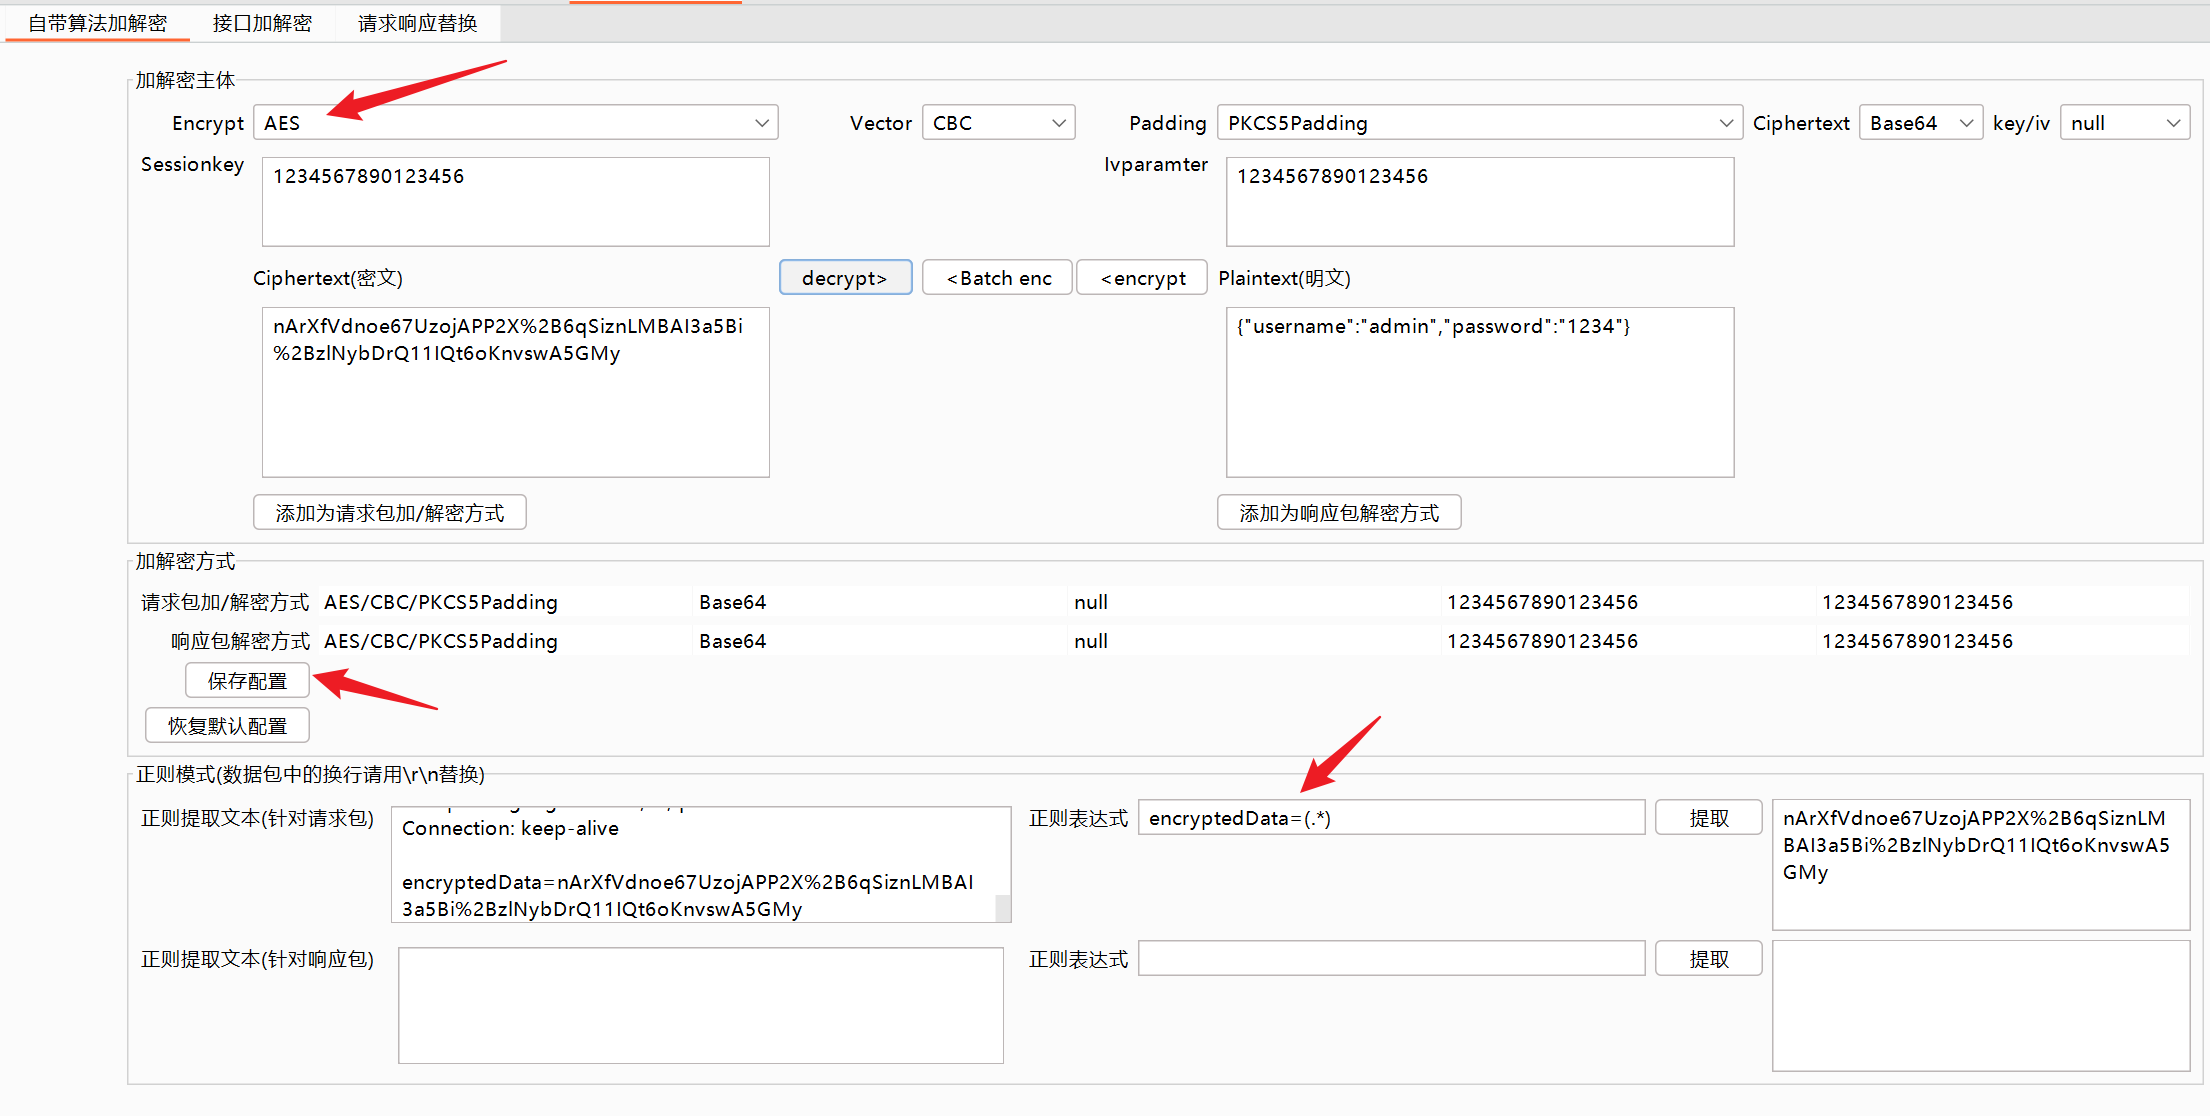 自带算法加解密 接口加解密 请求响应替换
加解密主体
Encrypt AES Vector CBC Padding PKCS5Padding Ciphertext Base64 key/iv null
Sessionkey 1234567890123456 Ivparamter 1234567890123456
Ciphertext(密文) decrypt> <Batch enc <encrypt Plaintext(明文)
nArXfVdnoe67UzojAPP2X%2B6qSiznLMBAI3a5Bi
%2BzlNybDrQ11IQt6oKnvswA5GMy
{"username":"admin","password":"1234"}
添加为请求包加/解密方式 添加为响应包解密方式
加解密方式
请求包加/解密方式 AES/CBC/PKCS5Padding Base64 null 1234567890123456 1234567890123456
响应包解密方式 AES/CBC/PKCS5Padding Base64 null 1234567890123456 1234567890123456
保存配置
恢复默认配置
正则模式(数据包中的换行请用\r\n替换)
正则提取文本(针对请求包)
Connection: keep-alive
encryptedData=nArXfVdnoe67UzojAPP2X%2B6qSiznLMBAI
3a5Bi%2BzlNybDrQ11IQt6oKnvswA5GMy
正则表达式 encryptedData=(.*) 提取
nArXfVdnoe67UzojAPP2X%2B6qSiznLM
BAI3a5Bi%2BzlNybDrQ11IQt6oKnvswA5
GMy
正则提取文本(针对响应包) 正则表达式 提取